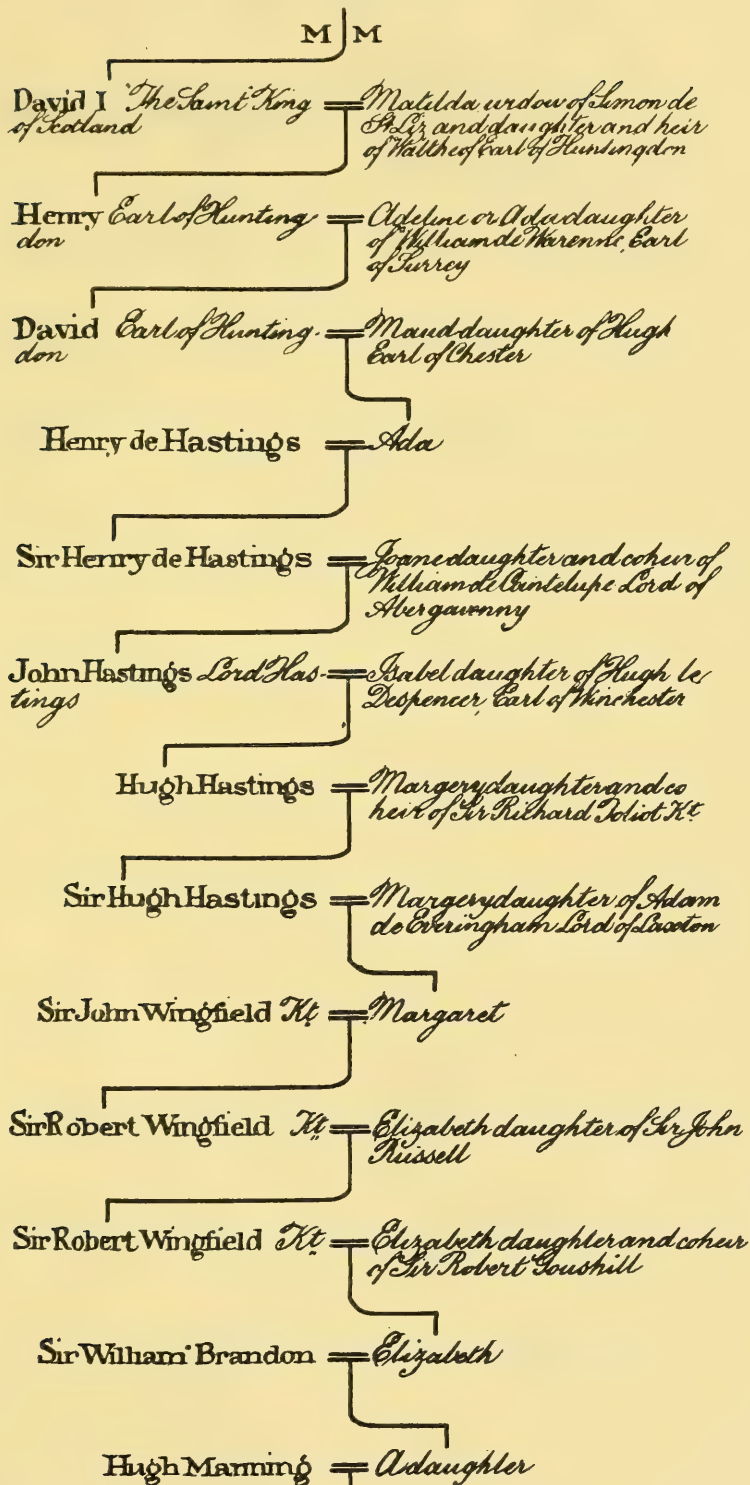 M M
David I "The Saint" King = Matilda widow of Simon de
of Scotland St Liz and daughter and heir
of Waltheof Earl of Huntingdon
Henry Earl of Hunting = Adeline or Ada daughter
don of William de Warenne, Earl
of Surrey
David Earl of Hunting- = Maud daughter of Hugh
don Earl of Chester
Henry de Hastings = Ada
Sir Henry de Hastings = Joane daughter and coheir of
William de Cantelupe Lord of
Abergavenny
John Hastings Lord Has- = Isabel daughter of Hugh le
tings Despencer, Earl of Winchester
Hugh Hastings = Margery daughter and co
heir of Sir Richard Foliot Kt.
Sir Hugh Hastings = Margery daughter of Adam
de Everingham Lord of Laxton
Sir John Wingfield Kt = Margaret
Sir Robert Wingfield Kt = Elizabeth daughter of Sir John
Russell
Sir Robert Wingfield Kt = Elizabeth daughter and coheir
of Sir Robert Goushill
Sir William Brandon = Elizabeth
Hugh Manning = A daughter